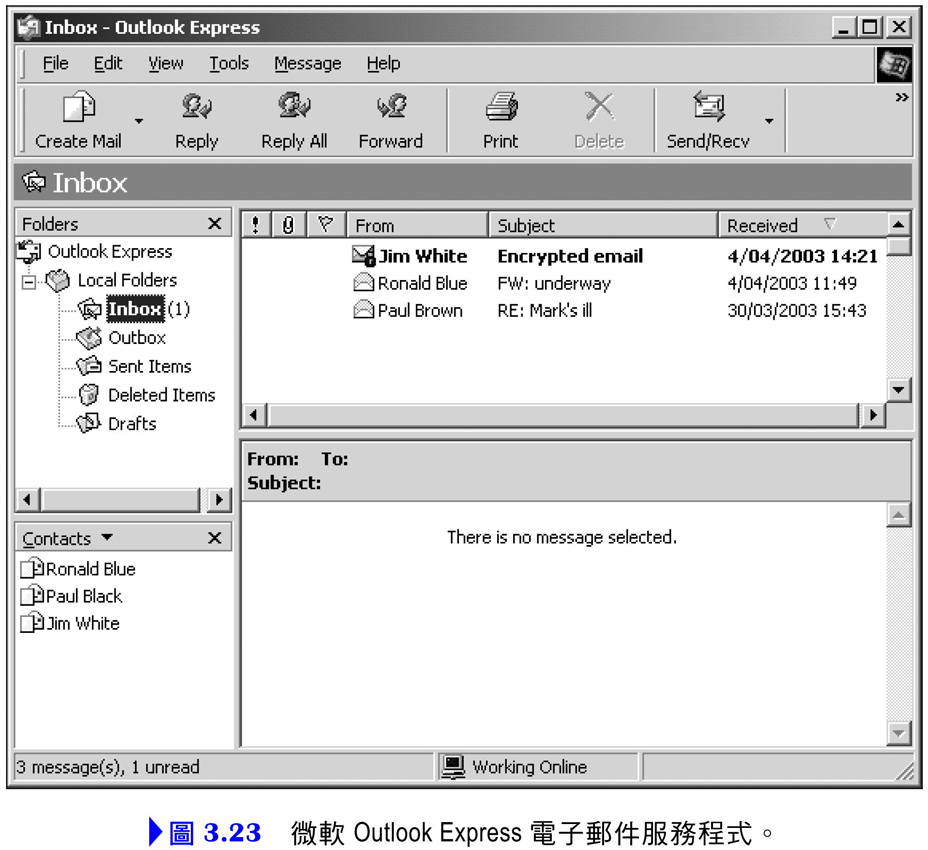 Inbox - Outlook Express
File Edit View Tools Message Help
Create Mail Reply Reply All Forward Print Delete Send/Recv »
Inbox
Folders X
Outlook Express
Local Folders
Inbox (1)
Outbox
Sent Items
Deleted Items
Drafts
! From Subject Received
Jim White Encrypted email 4/04/2003 14:21
Ronald Blue FW: underway 4/04/2003 11:49
Paul Brown RE: Mark's ill 30/03/2003 15:43
From: To:
Subject:
There is no message selected.
Contacts X
Ronald Blue
Paul Black
Jim White
3 message(s), 1 unread Working Online
圖 3.23 微軟 Outlook Express 電子郵件服務程式。